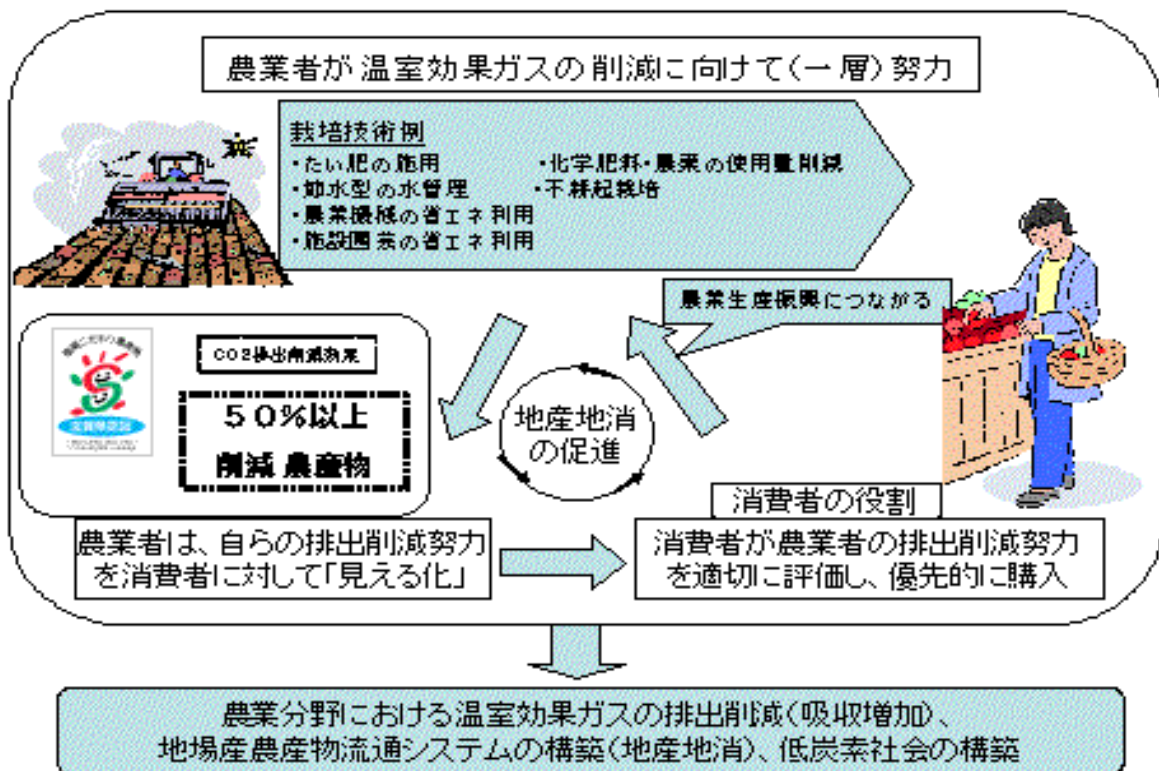 農業者が温室効果ガスの削減に向けて(一層)努力
栽培技術例
・たい肥の施用 ・化学肥料・農薬の使用量削減
・節水型の水管理 ・不耕起栽培
・農業機械の省エネ利用
・施設園芸の省エネ利用
農業生産振興につながる
CO2排出削減効果
50%以上
削減 農産物
地産地消
の促進
消費者の役割
農業者は、自らの排出削減努力
を消費者に対して「見える化」
消費者が農業者の排出削減努力
を適切に評価し、優先的に購入
農業分野における温室効果ガスの排出削減(吸収増加)、
地場産農産物流通システムの構築(地産地消)、低炭素社会の構築